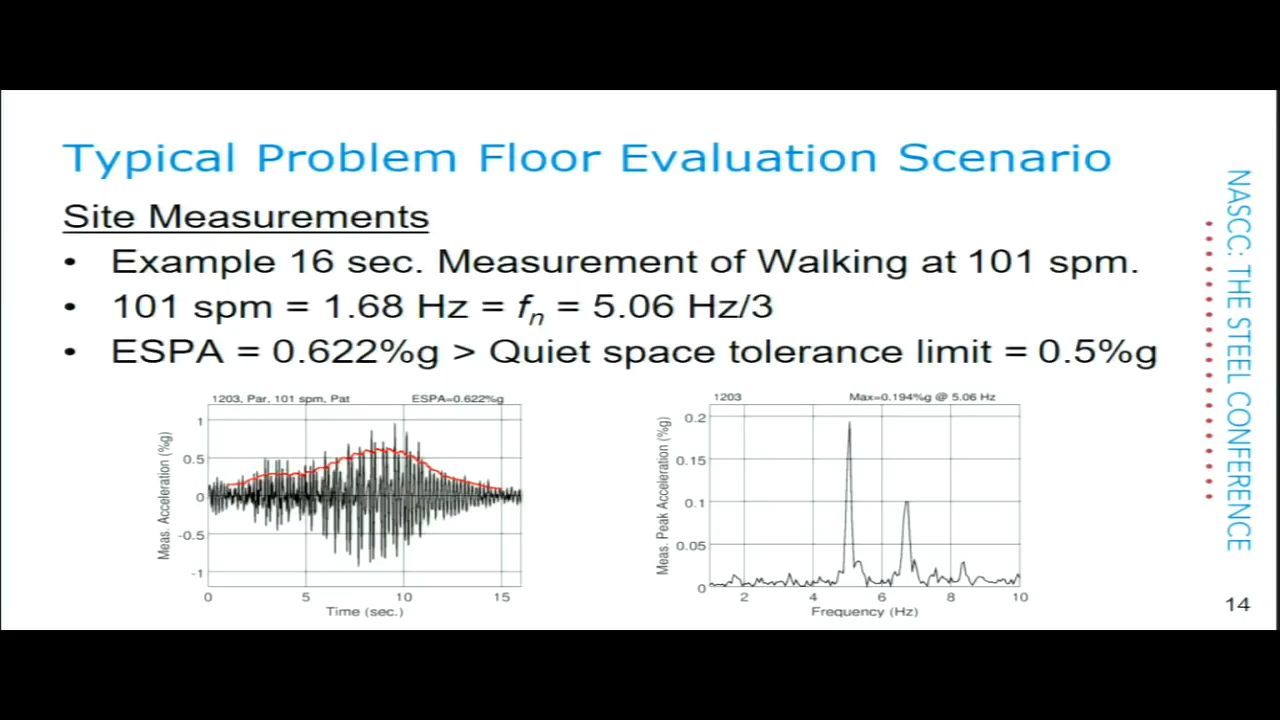 Typical Problem Floor Evaluation Scenario
Site Measurements
• Example 16 sec. Measurement of Walking at 101 spm.
• 101 spm = 1.68 Hz = fn = 5.06 Hz/3
• ESPA = 0.622%g > Quiet space tolerance limit = 0.5%g
1203, Par, 101 spm, Pat ESPA=0.622%g
Meas. Acceleration (%g)
1
0.5
0
-0.5
-1
0 5 10 15
Time (sec.)
1203 Max=0.194%g @ 5.06 Hz
Meas. Peak Acceleration (%g)
0.2
0.15
0.1
0.05
0
2 4 6 8 10
Frequency (Hz)
NASCC: THE STEEL CONFERENCE
14